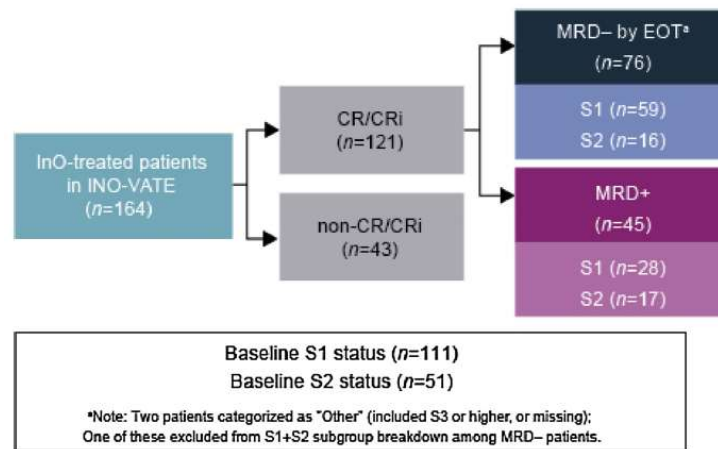 MRD– by EOTᵃ
(n=76)
S1 (n=59)
S2 (n=16)
CR/CRi
(n=121)
InO-treated patients
in INO-VATE
(n=164)
MRD+
(n=45)
S1 (n=28)
S2 (n=17)
non-CR/CRi
(n=43)
Baseline S1 status (n=111)
Baseline S2 status (n=51)
ᵃNote: Two patients categorized as "Other" (included S3 or higher, or missing);
One of these excluded from S1+S2 subgroup breakdown among MRD– patients.